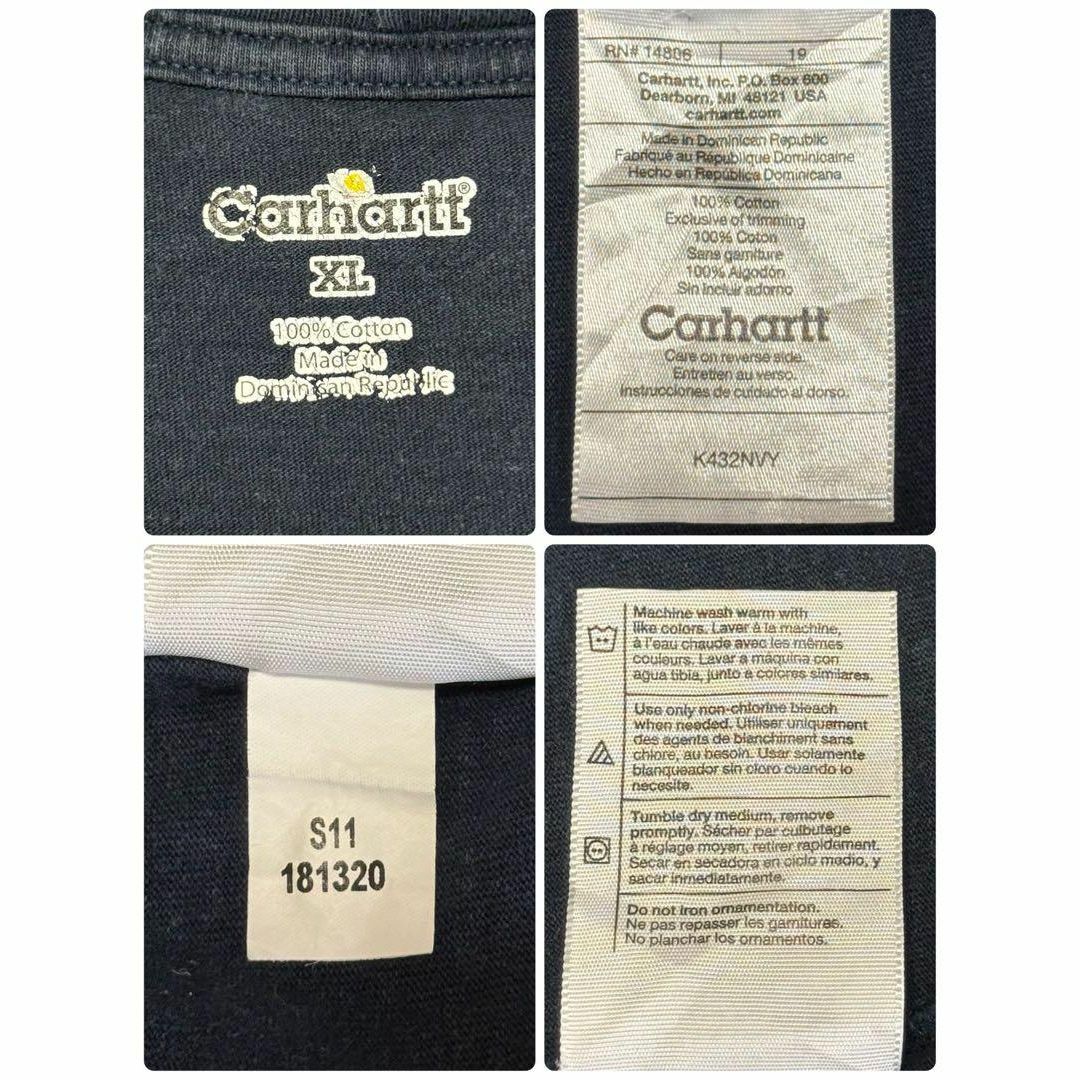 Carhartt®
XL
100% Cotton
Made in
Dominican Republic
RN# 14806 19
Carhartt, Inc. P.O. Box 600
Dearborn, MI 48121 USA
carhartt.com
Made in Dominican Republic
Fabriqué au République Dominicaine
Hecho en República Dominicana
100% Cotton
Exclusive of trimming
100% Coton
Sans garniture
100% Algodón
Sin incluir adorno
Carhartt
Care on reverse side.
Entretien au verso.
Instrucciones de cuidado al dorso.
K432NVY
S11
181320
Machine wash warm with
like colors. Laver à la machine,
à l'eau chaude avec les mêmes
couleurs. Lavar a máquina con
agua tibia, junto a colores similares.
Use only non-chlorine bleach
when needed. Utiliser uniquement
des agents de blanchiment sans
chlore, au besoin. Usar solamente
blanqueador sin cloro cuando lo
necesite.
Tumble dry medium, remove
promptly. Sécher par culbutage
à réglage moyen, retirer rapidement.
Secar en secadora en ciclo medio, y
sacar inmediatamente.
Do not iron ornamentation.
Ne pas repasser les garnitures.
No planchar los ornamentos.